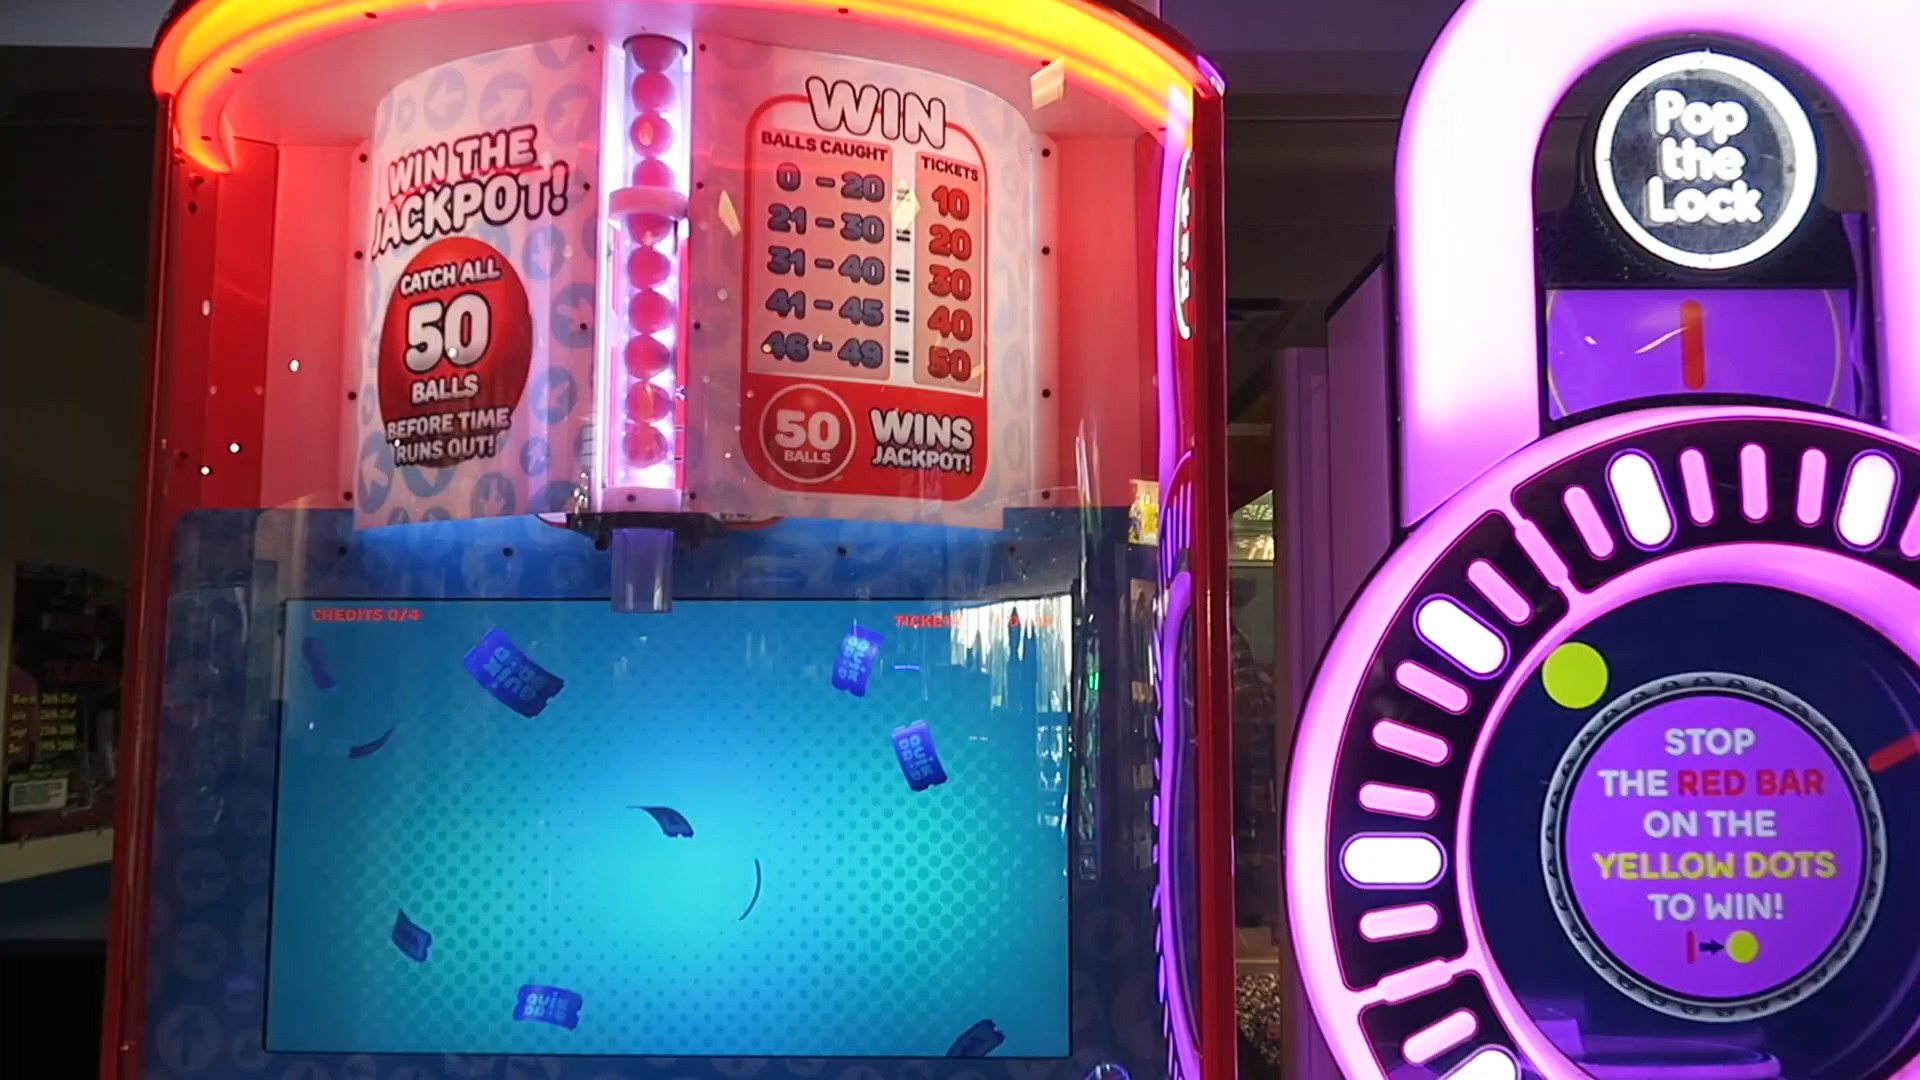 WIN THE
JACKPOT!
CATCH ALL
50
BALLS
BEFORE TIME
RUNS OUT!
WIN
BALLS CAUGHT TICKETS
0 - 20 = 10
21 - 30 = 20
31 - 40 = 30
41 - 45 = 40
46 - 49 = 50
50
BALLS
WINS
JACKPOT!
CREDITS 0/4
Pop
the
Lock
STOP
THE RED BAR
ON THE
YELLOW DOTS
TO WIN!